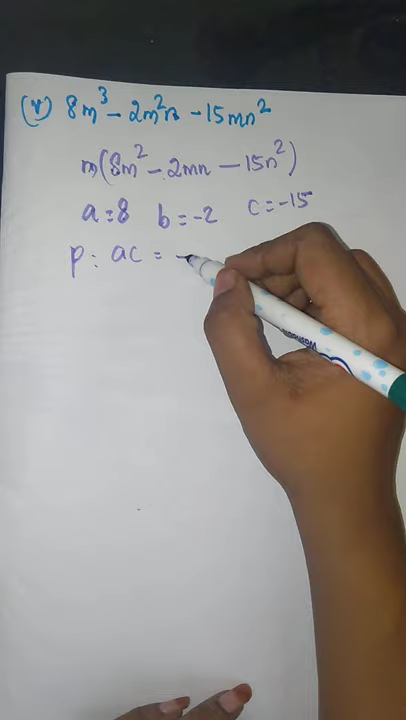 (v) 8m³ - 2m²n - 15mn²
m(8m² - 2mn - 15n²)
a = 8 b = -2 c = -15
p: ac = -